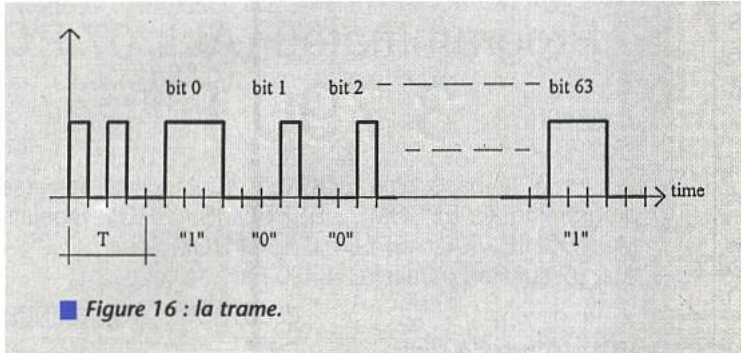 bit 0 bit 1 bit 2 bit 63
time
T "1" "0" "0" "1"
Figure 16 : la trame.